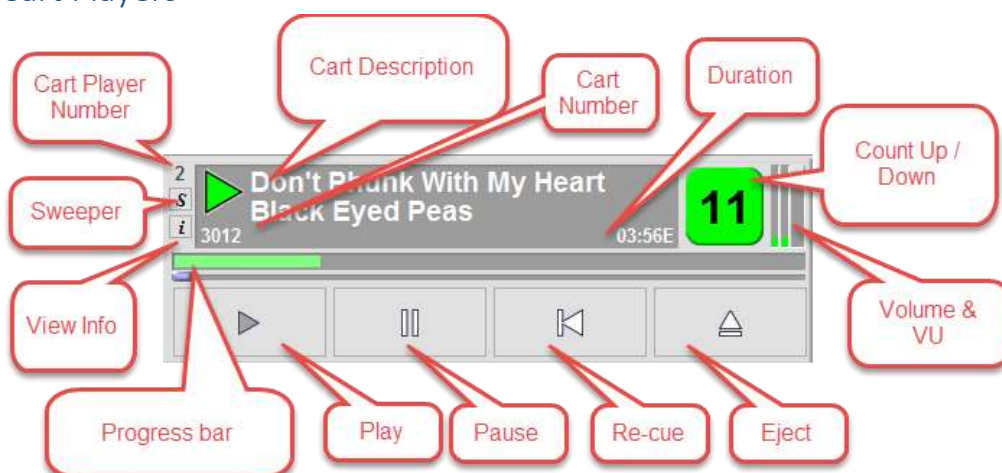 Cart Players
Cart Description
Cart Player
Number
Cart
Number
Duration
Count Up /
Down
2
Don't Phunk With My Heart
Black Eyed Peas
11
S
Sweeper
i
3012
03:56E
View Info
Volume &
VU
Progress bar
Play
Pause
Re-cue
Eject